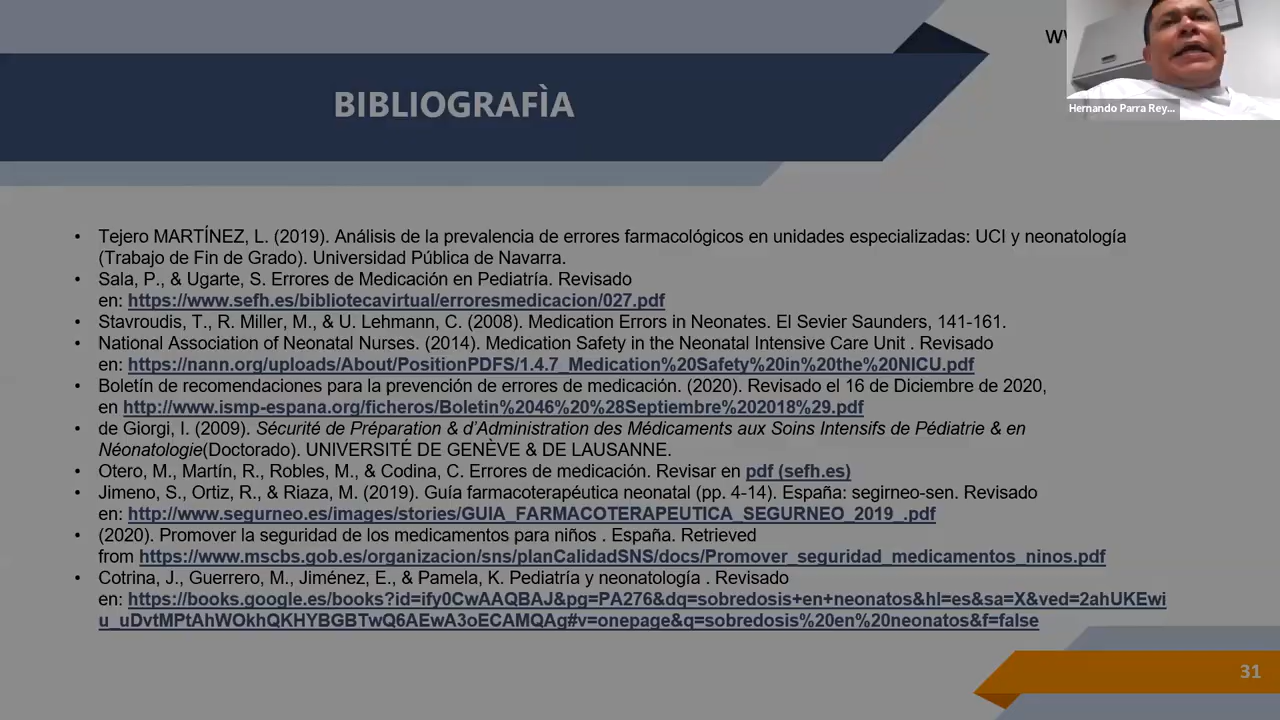 BIBLIOGRAFÌA
Hernando Parra Rey...
• Tejero MARTÍNEZ, L. (2019). Análisis de la prevalencia de errores farmacológicos en unidades especializadas: UCI y neonatología
(Trabajo de Fin de Grado). Universidad Pública de Navarra.
• Sala, P., & Ugarte, S. Errores de Medicación en Pediatría. Revisado
en: https://www.sefh.es/bibliotecavirtual/erroresmedicacion/027.pdf
• Stavroudis, T., R. Miller, M., & U. Lehmann, C. (2008). Medication Errors in Neonates. El Sevier Saunders, 141-161.
• National Association of Neonatal Nurses. (2014). Medication Safety in the Neonatal Intensive Care Unit . Revisado
en: https://nann.org/uploads/About/PositionPDFS/1.4.7_Medication%20Safety%20in%20the%20NICU.pdf
• Boletín de recomendaciones para la prevención de errores de medicación. (2020). Revisado el 16 de Diciembre de 2020,
en http://www.ismp-espana.org/ficheros/Boletin%2046%20%28Septiembre%202018%29.pdf
• de Giorgi, I. (2009). Sécurité de Préparation & d'Administration des Médicaments aux Soins Intensifs de Pédiatrie & en
Néonatologie(Doctorado). UNIVERSITÉ DE GENÈVE & DE LAUSANNE.
• Otero, M., Martín, R., Robles, M., & Codina, C. Errores de medicación. Revisar en pdf (sefh.es)
• Jimeno, S., Ortiz, R., & Riaza, M. (2019). Guía farmacoterapéutica neonatal (pp. 4-14). España: segirneo-sen. Revisado
en: http://www.segurneo.es/images/stories/GUIA_FARMACOTERAPEUTICA_SEGURNEO_2019_.pdf
• (2020). Promover la seguridad de los medicamentos para niños . España. Retrieved
from https://www.mscbs.gob.es/organizacion/sns/planCalidadSNS/docs/Promover_seguridad_medicamentos_ninos.pdf
• Cotrina, J., Guerrero, M., Jiménez, E., & Pamela, K. Pediatría y neonatología . Revisado
en: https://books.google.es/books?id=ify0CwAAQBAJ&pg=PA276&dq=sobredosis+en+neonatos&hl=es&sa=X&ved=2ahUKEwi
u_uDvtMPtAhWOkhQKHYBGBTwQ6AEwA3oECAMQAg#v=onepage&q=sobredosis%20en%20neonatos&f=false
31